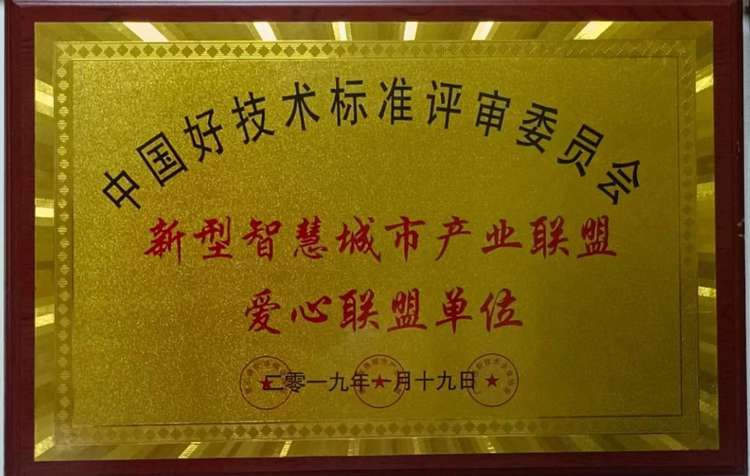 中国好技术标准评审委员会
新型智慧城市产业联盟
爱心联盟单位
二零一九年一月十九日